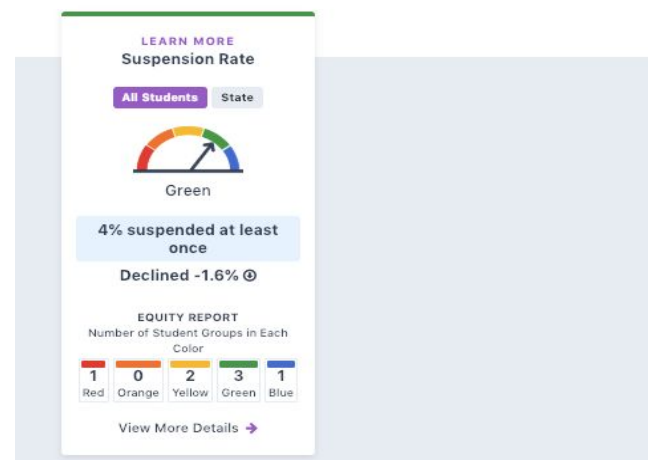 LEARN MORE
Suspension Rate
All Students State
Green
4% suspended at least
once
Declined -1.6%
EQUITY REPORT
Number of Student Groups in Each
Color
1 0 2 3 1
Red Orange Yellow Green Blue
View More Details